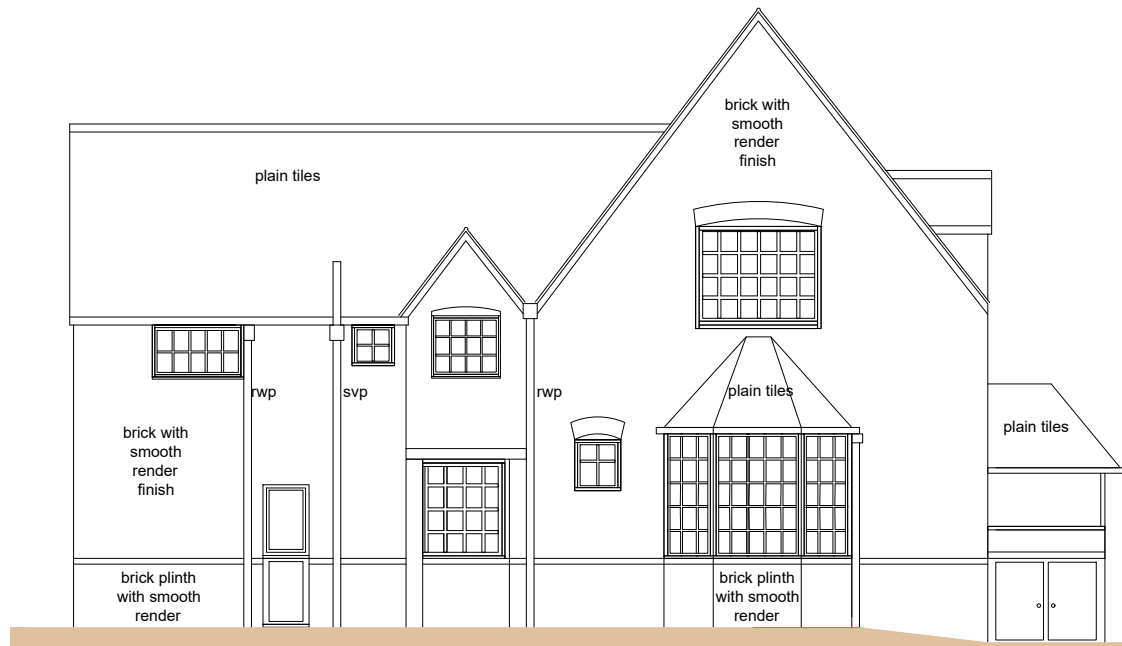 brick with
smooth
render
finish
plain tiles
rwp
svp
rwp
plain tiles
plain tiles
brick with
smooth
render
finish
brick plinth
with smooth
render
brick plinth
with smooth
render